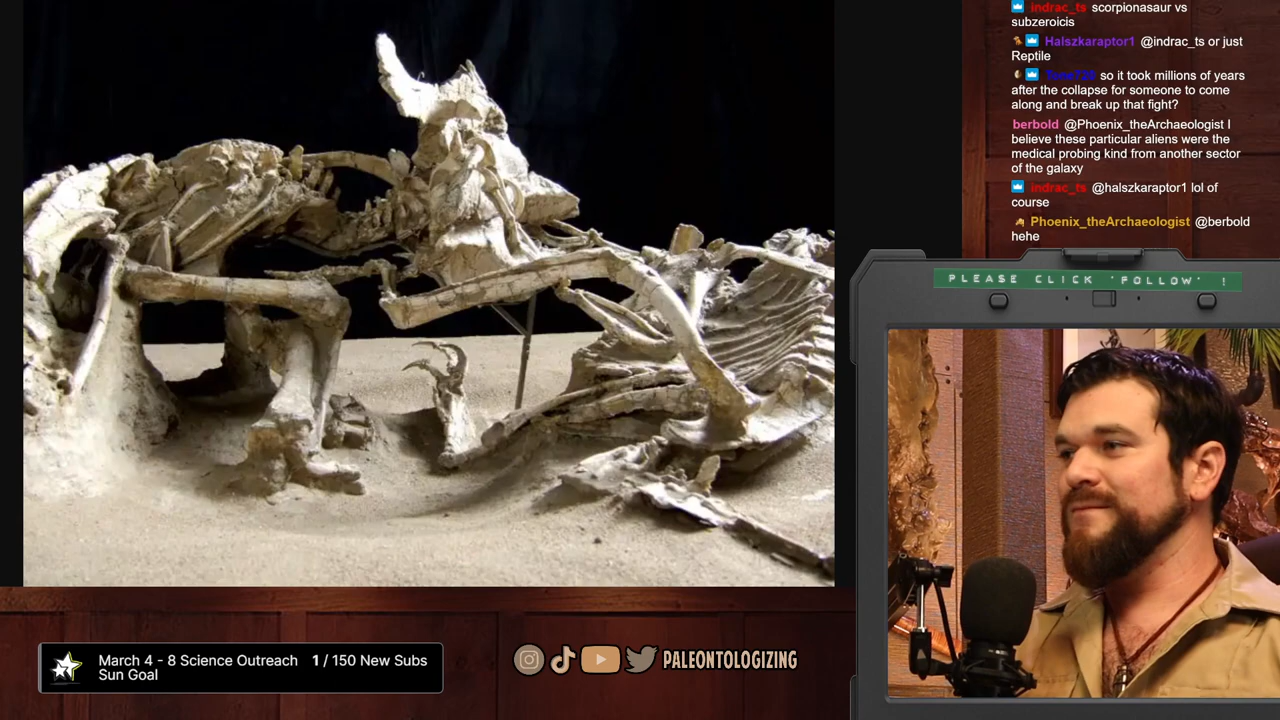 indrac_ts scorpionasaur vs
subzeroicis
Halszkaraptor1 @indrac_ts or just
Reptile
so it took millions of years
after the collapse for someone to come
along and break up that fight?
berbold @Phoenix_theArchaeologist I
believe these particular aliens were the
medical probing kind from another sector
of the galaxy
indrac_ts @halszkaraptor1 lol of
course
Phoenix_theArchaeologist @berbold
hehe
PLEASE CLICK 'FOLLOW' !
March 4 - 8 Science Outreach 1 / 150 New Subs
Sun Goal
PALEONTOLOGIZING